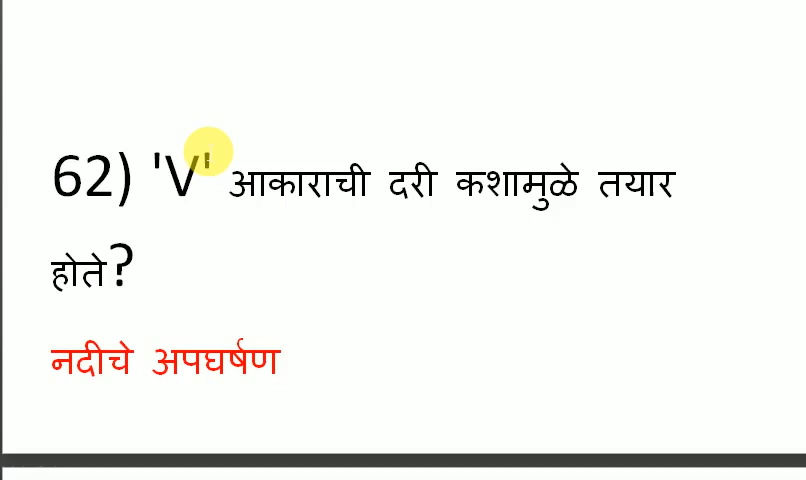 62) 'V' आकाराची दरी कशामुळे तयार
होते?
नदीचे अपघर्षण